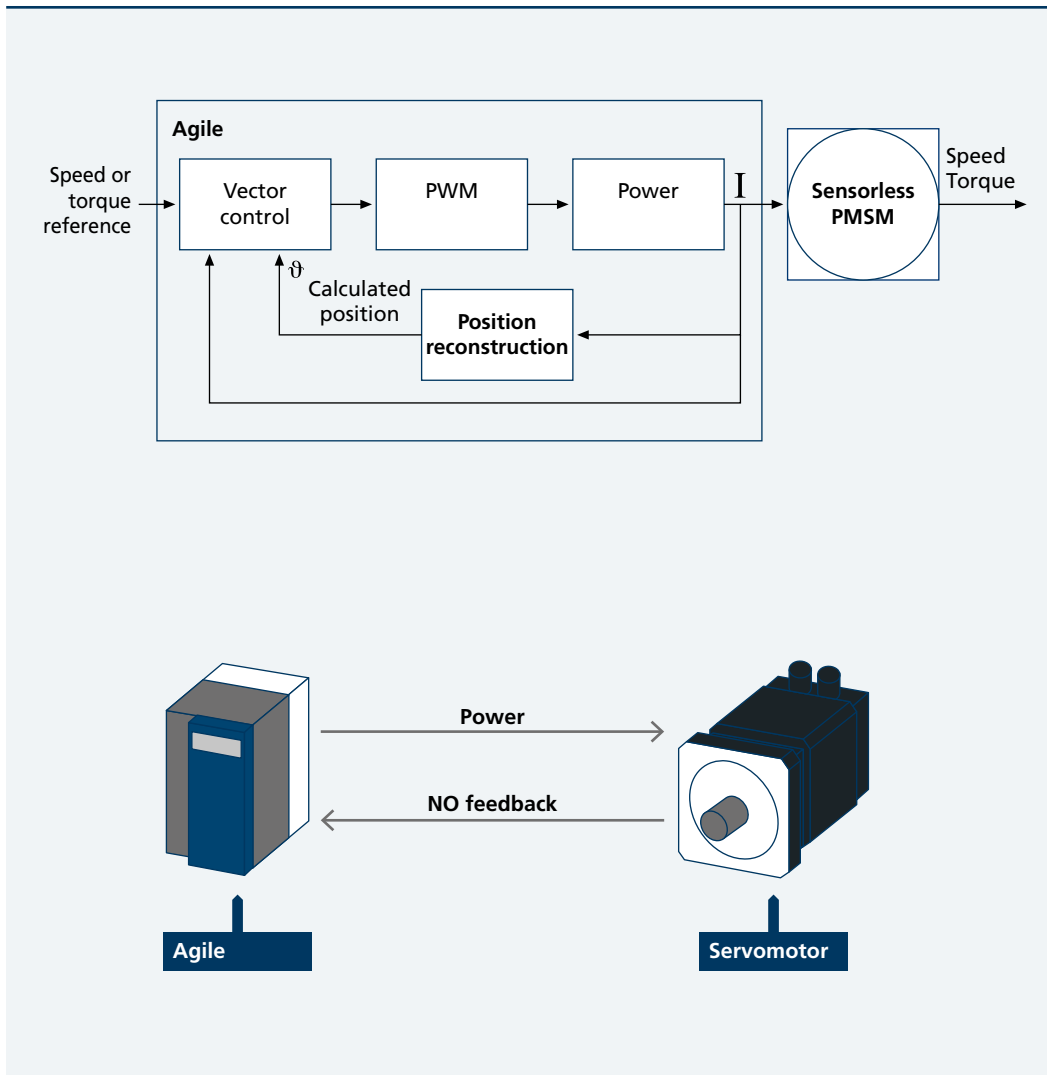 Agile
Speed or
torque
reference
Vector
control
PWM
Power
I
Sensorless
PMSM
Speed
Torque
ϑ
Calculated
position
Position
reconstruction
Power
NO feedback
Agile
Servomotor